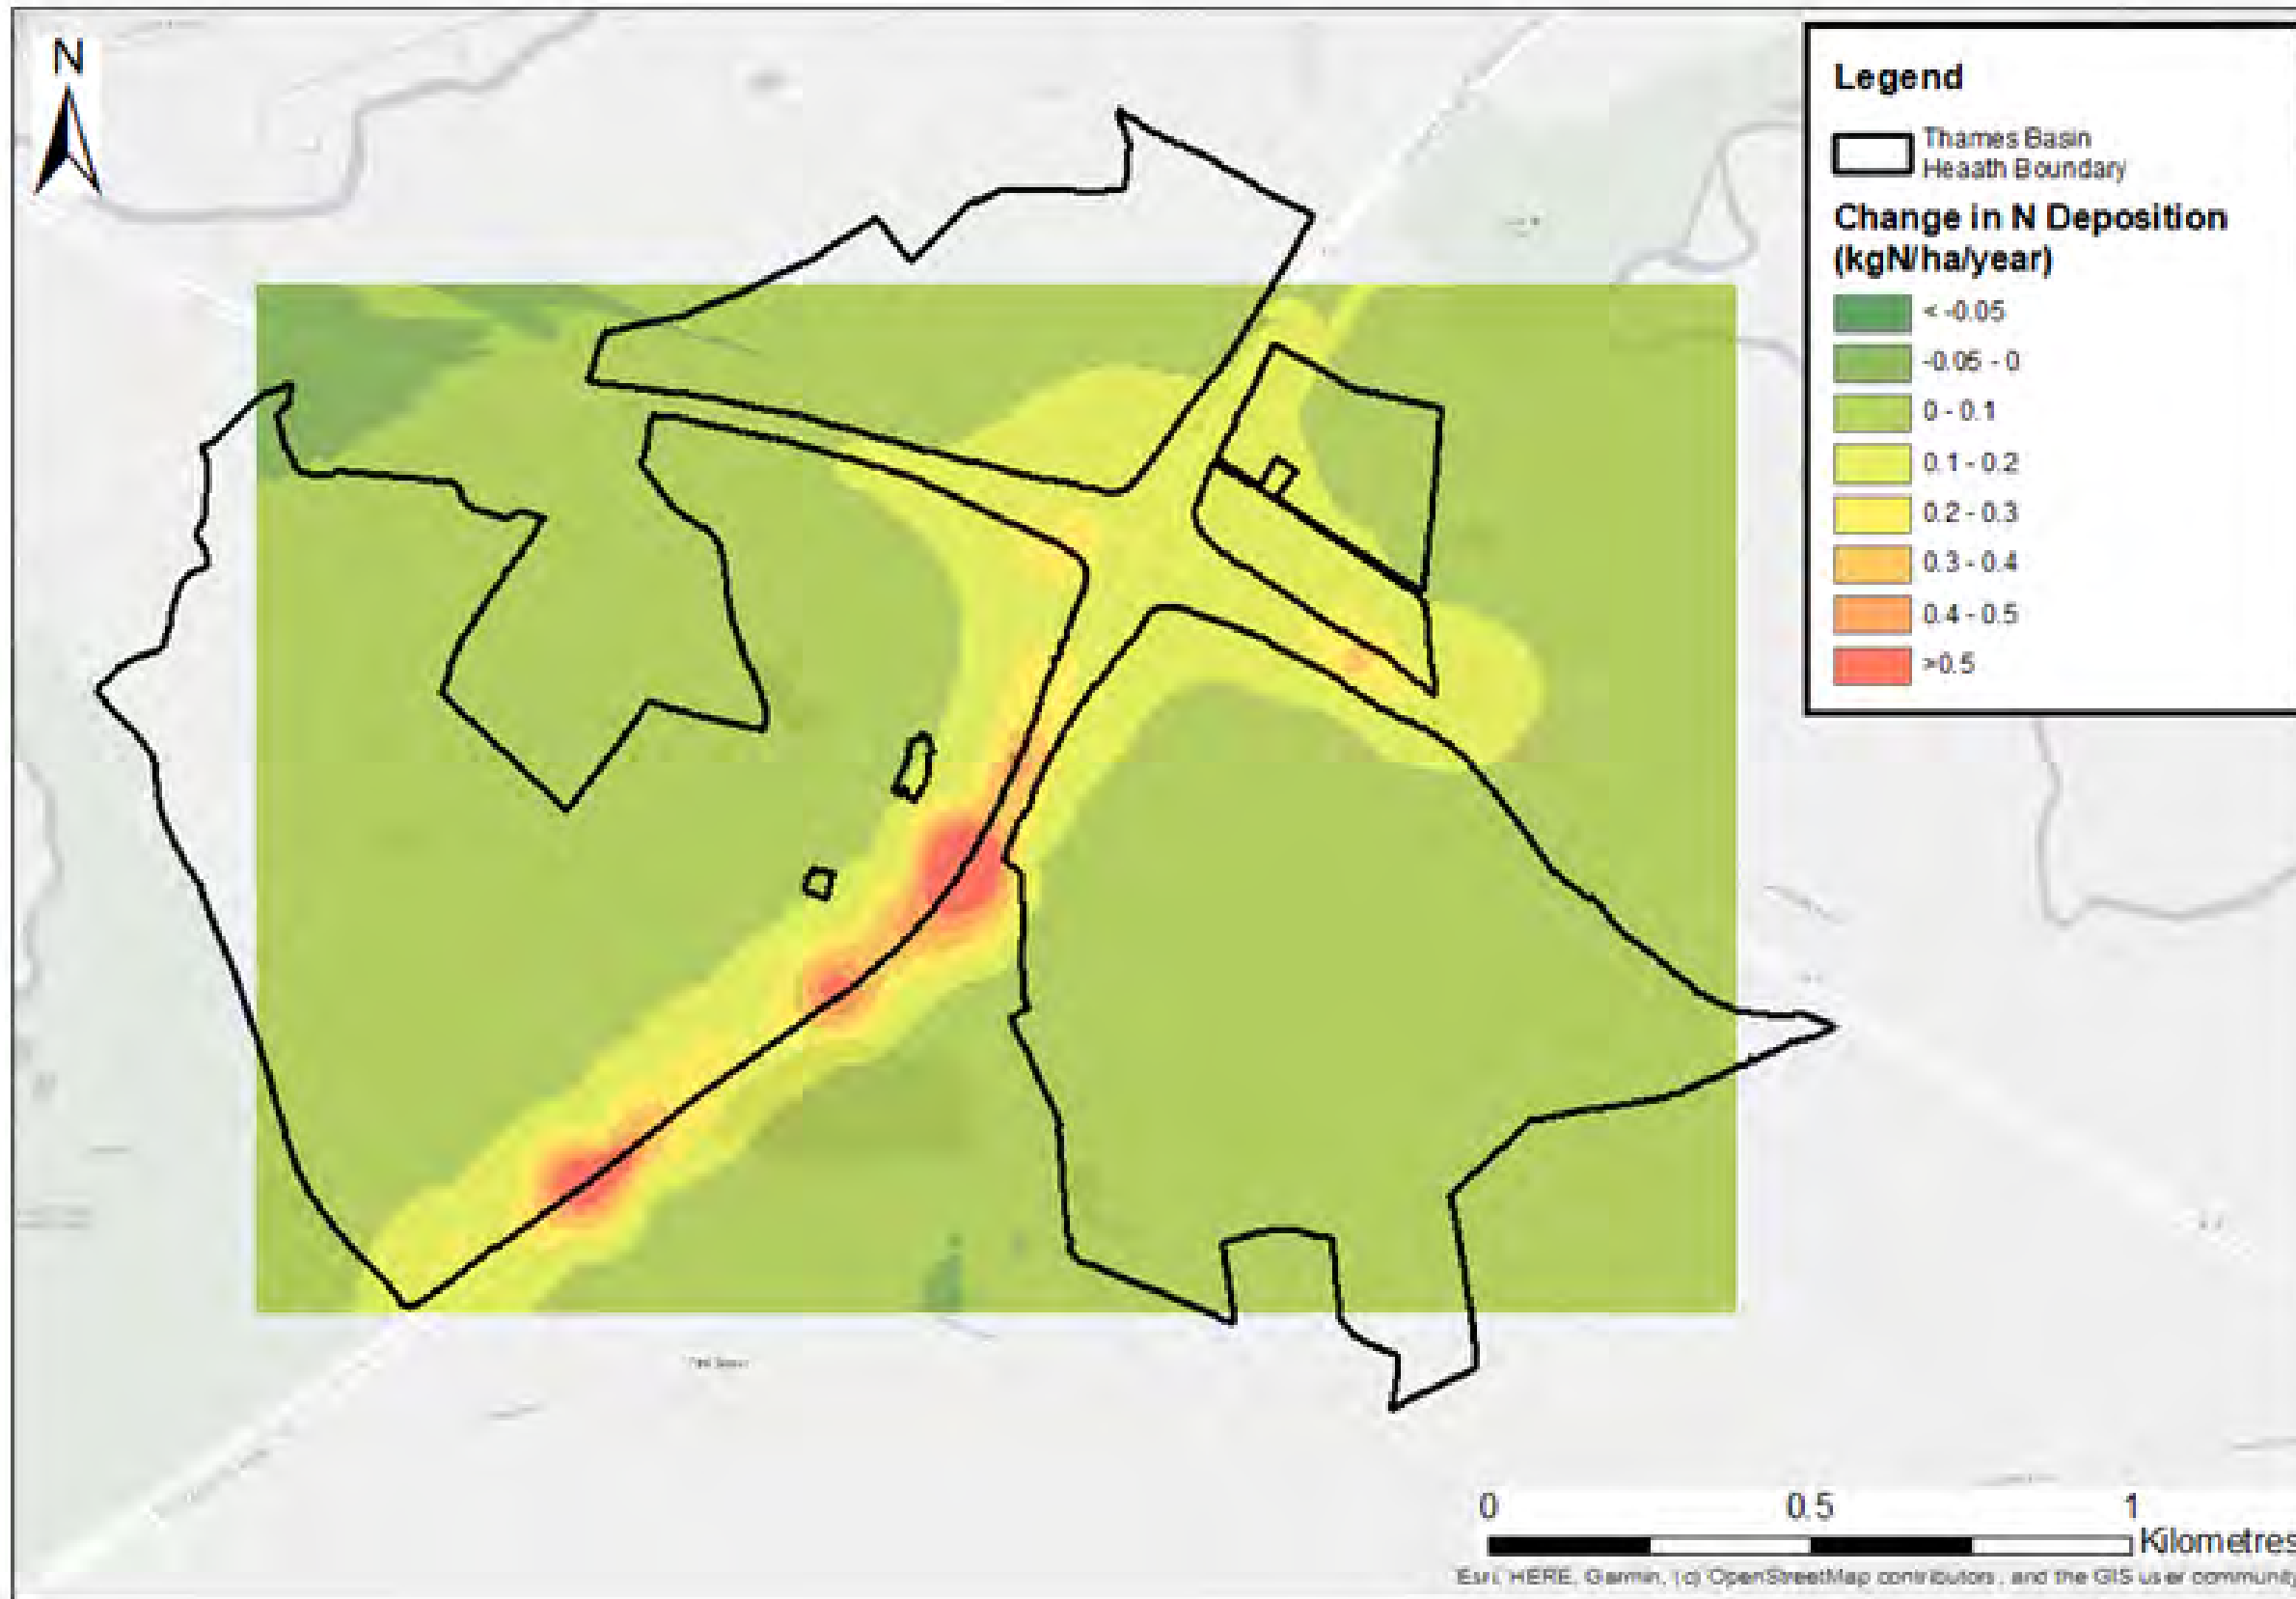 N
Legend
Thames Basin
Heaath Boundary
Change in N Deposition
(kgN/ha/year)
< -0.05
-0.05 - 0
0 - 0.1
0.1 - 0.2
0.2 - 0.3
0.3 - 0.4
0.4 - 0.5
>0.5
0 0.5 1
Kilometres
Esri, HERE, Garmin, (c) OpenStreetMap contributors, and the GIS user community